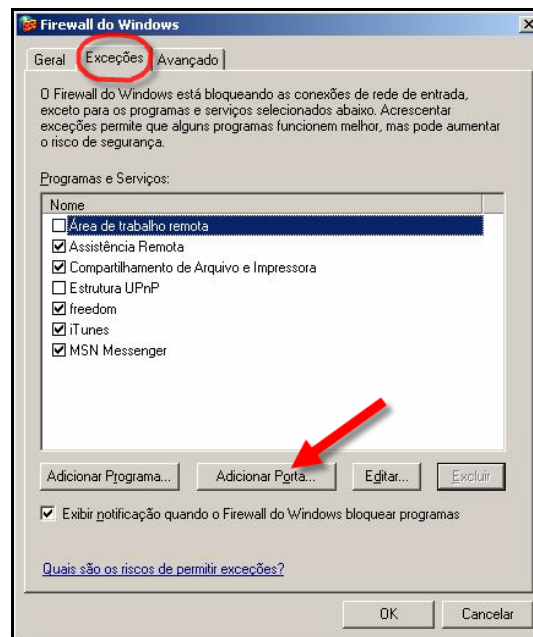 Firewall do Windows
Geral Exceções Avançado
O Firewall do Windows está bloqueando as conexões de rede de entrada,
exceto para os programas e serviços selecionados abaixo. Acrescentar
exceções permite que alguns programas funcionem melhor, mas pode aumentar
o risco de segurança.
Programas e Serviços:
Nome
Área de trabalho remota
Assistência Remota
Compartilhamento de Arquivo e Impressora
Estrutura UPnP
freedom
iTunes
MSN Messenger
Adicionar Programa... Adicionar Porta... Editar... Excluir
Exibir notificação quando o Firewall do Windows bloquear programas
Quais são os riscos de permitir exceções?
OK Cancelar